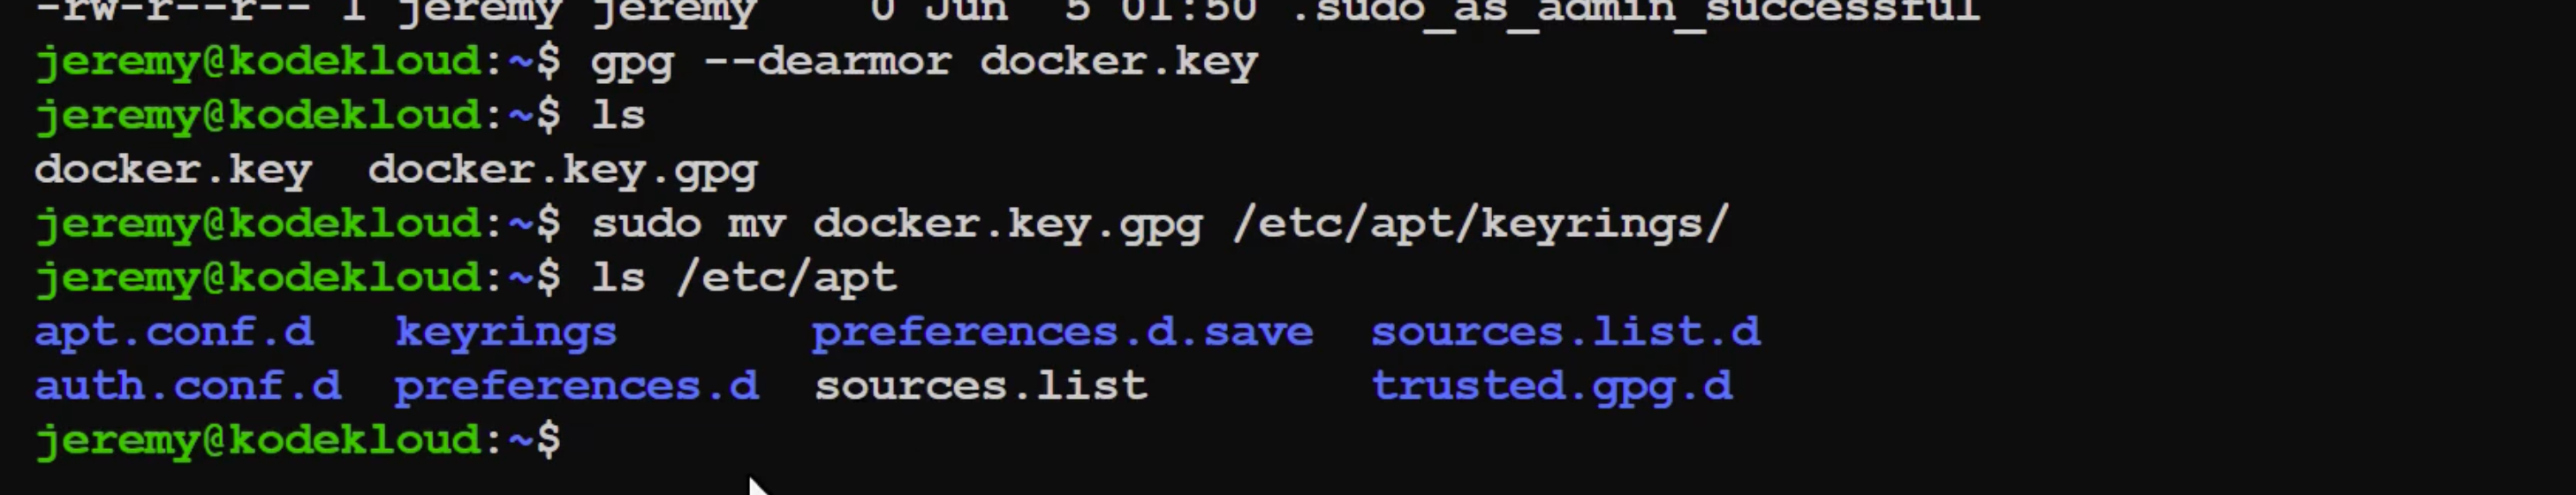 -rw-r--r-- 1 jeremy jeremy    0 Jun  5 01:50 .sudo_as_admin_successful
jeremy@kodekloud:~$ gpg --dearmor docker.key
jeremy@kodekloud:~$ ls
docker.key  docker.key.gpg
jeremy@kodekloud:~$ sudo mv docker.key.gpg /etc/apt/keyrings/
jeremy@kodekloud:~$ ls /etc/apt
apt.conf.d   keyrings       preferences.d.save  sources.list.d
auth.conf.d  preferences.d  sources.list        trusted.gpg.d
jeremy@kodekloud:~$